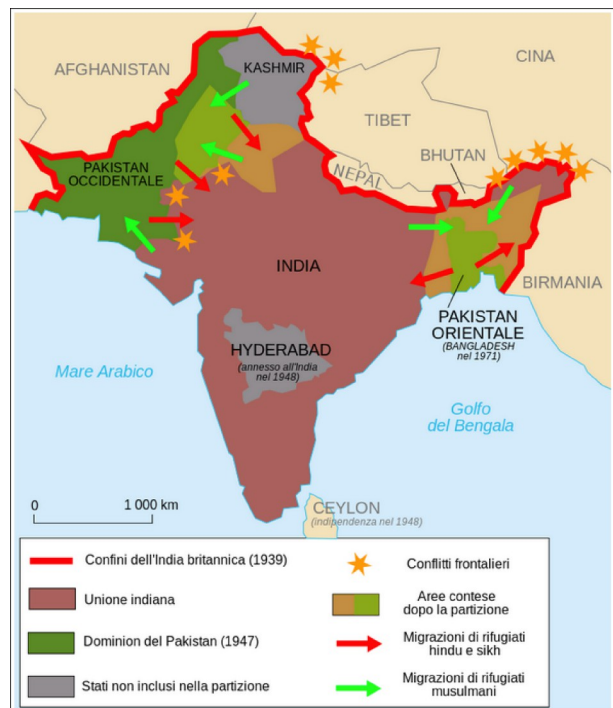 AFGHANISTAN
CINA
KASHMIR
TIBET
PAKISTAN
OCCIDENTALE
NEPAL
BHUTAN
INDIA
BIRMANIA
PAKISTAN
ORIENTALE
(BANGLADESH
nel 1971)
HYDERABAD
(annesso all'India
nel 1948)
Mare Arabico
Golfo
del Bengala
0 1 000 km
CEYLON
(indipendenza nel 1948)
Confini dell'India britannica (1939)
Conflitti frontalieri
Unione indiana
Aree contese
dopo la partizione
Dominion del Pakistan (1947)
Migrazioni di rifugiati
hindu e sikh
Stati non inclusi nella partizione
Migrazioni di rifugiati
musulmani